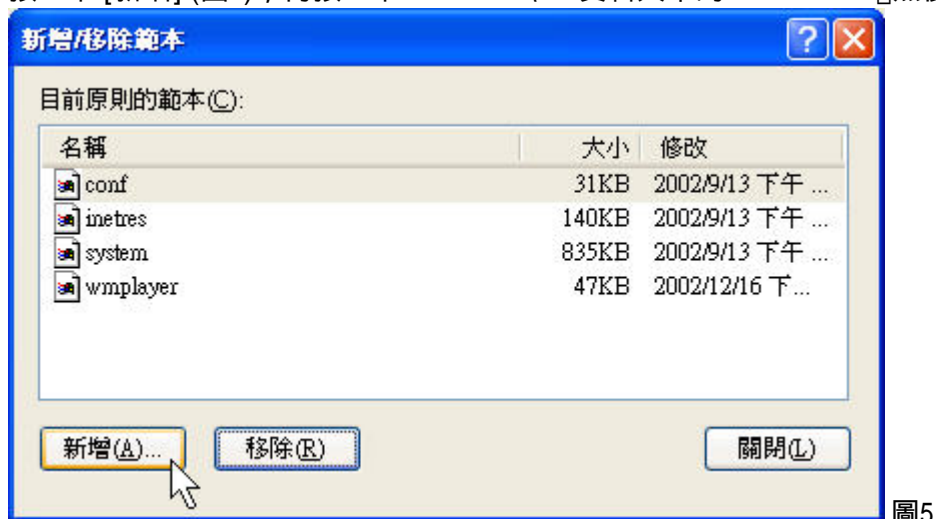 新增/移除範本
目前原則的範本(C):
名稱 大小 修改
conf 31KB 2002/9/13 下午 ...
inetres 140KB 2002/9/13 下午 ...
system 835KB 2002/9/13 下午 ...
wmplayer 47KB 2002/12/16 下...
新增(A)... 移除(R) 關閉(L)
圖5